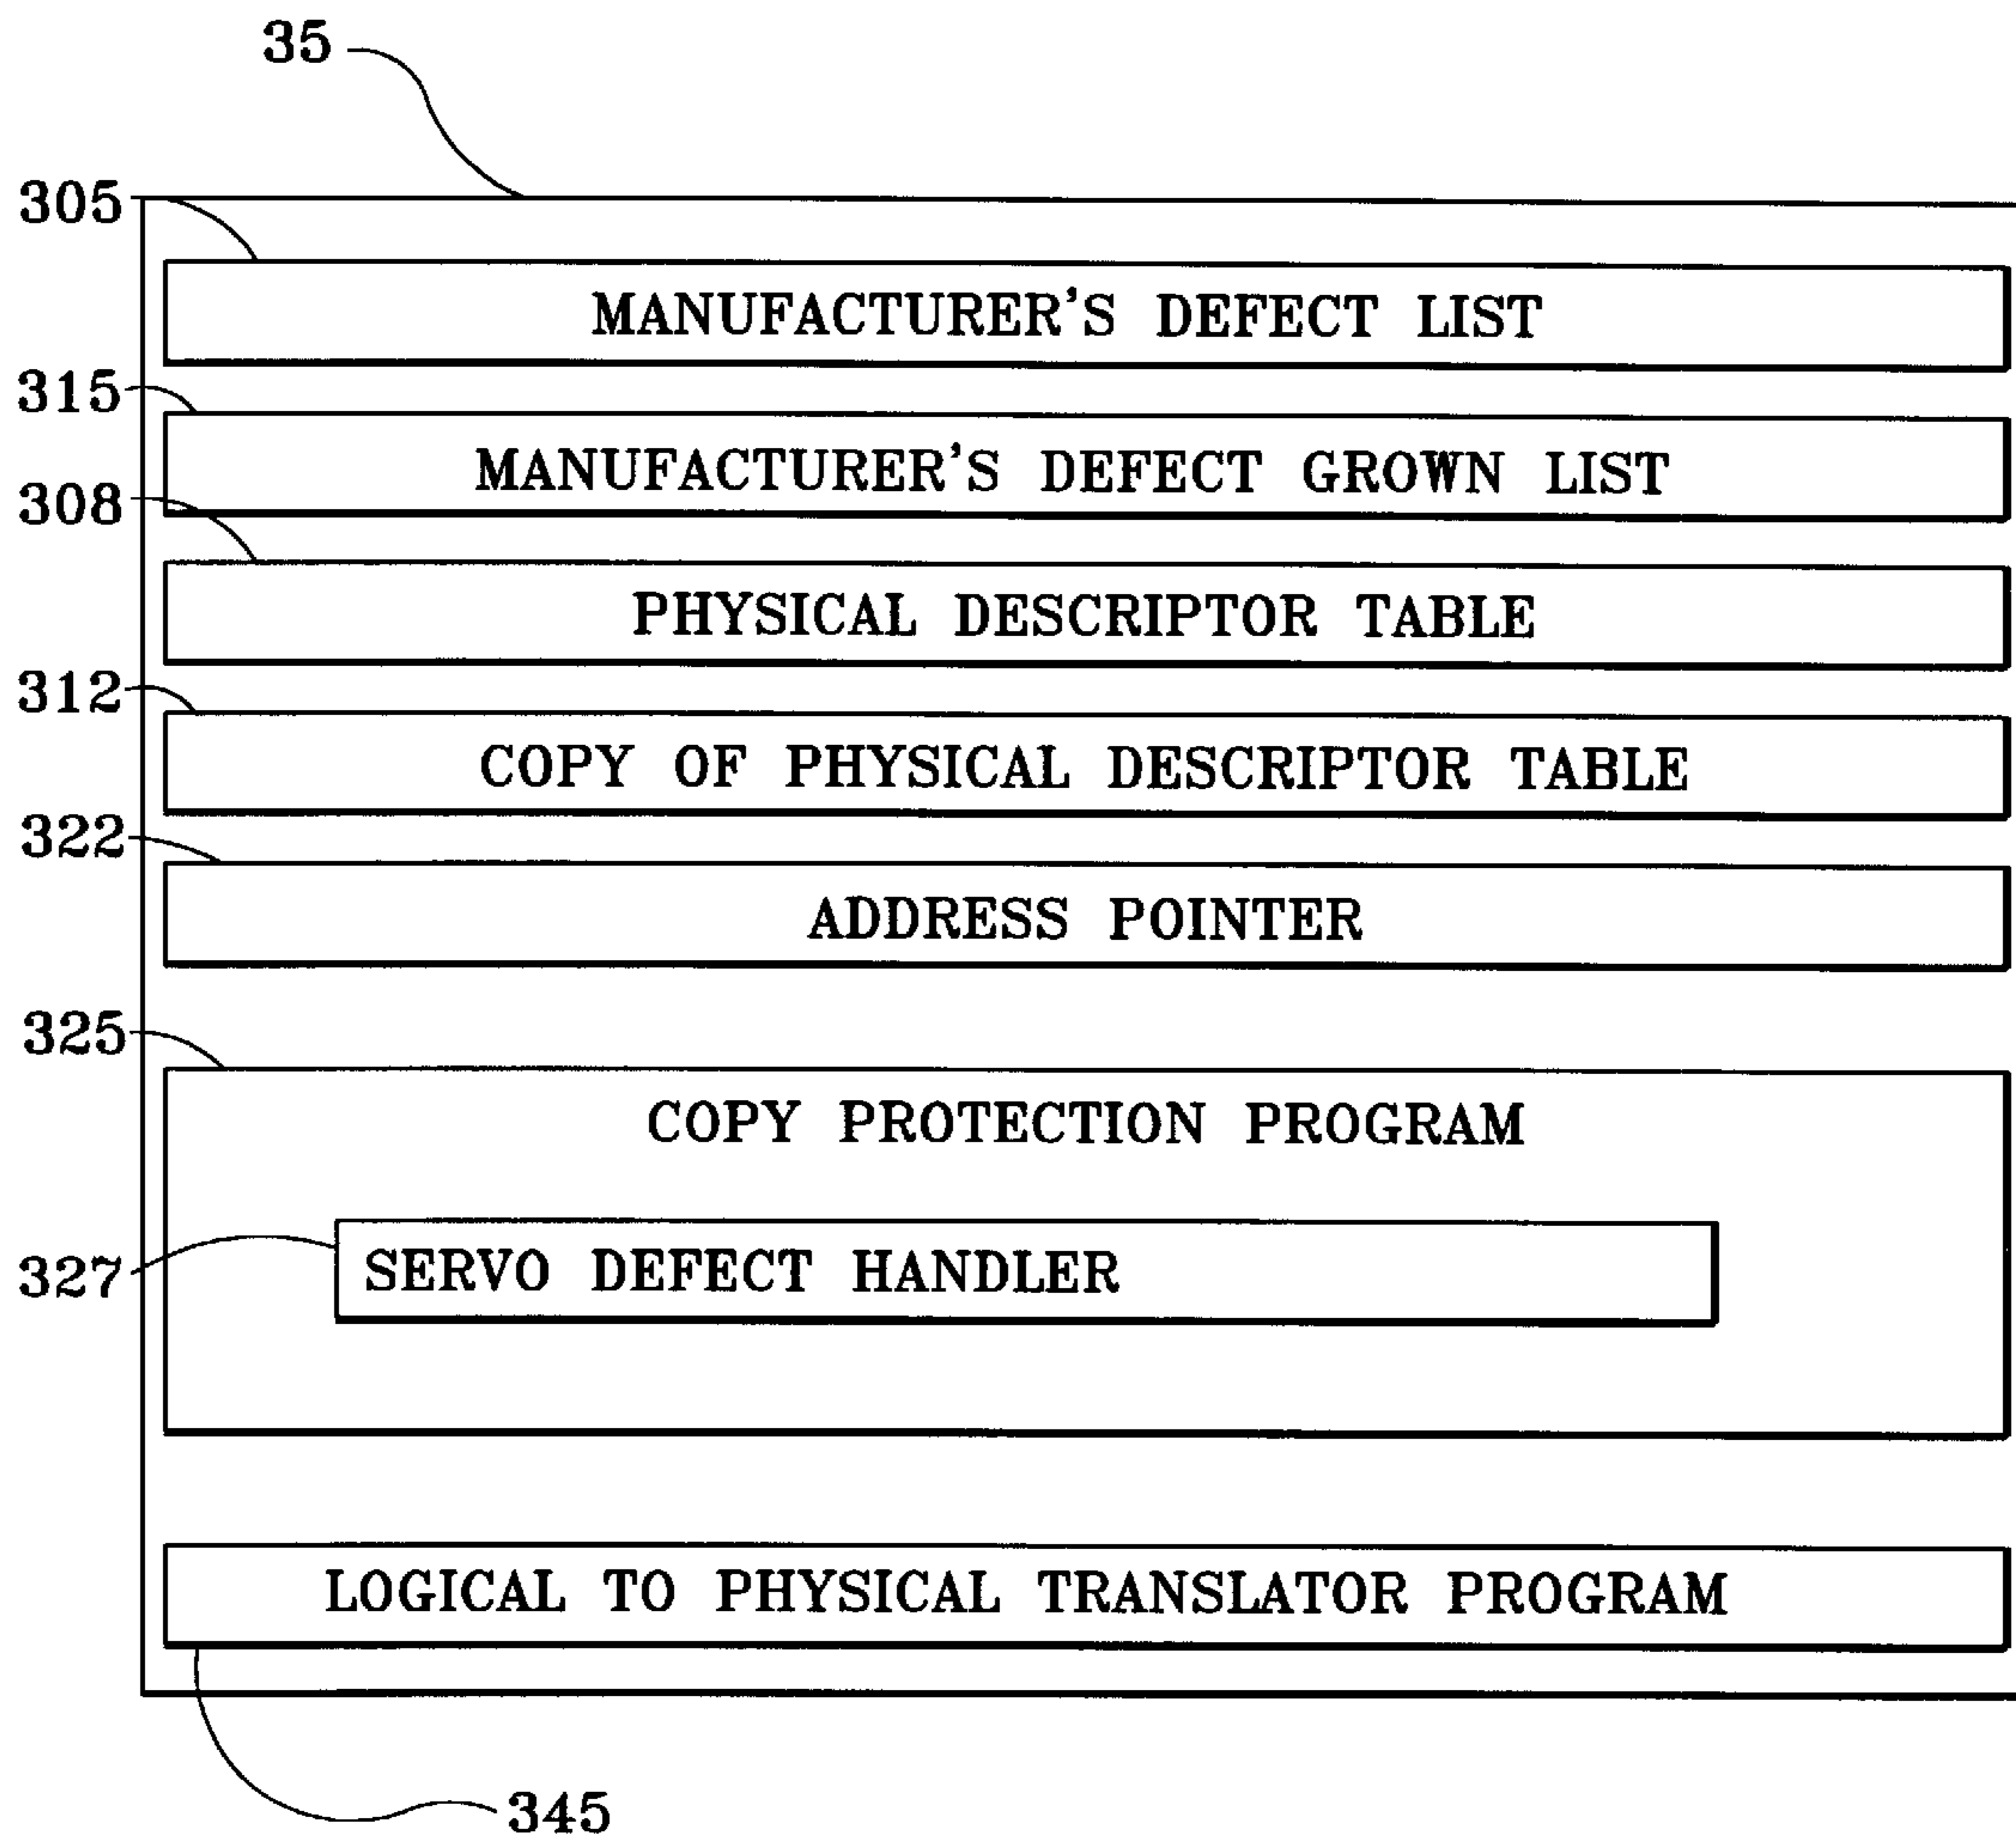 35
305
MANUFACTURER'S DEFECT LIST
315
MANUFACTURER'S DEFECT GROWN LIST
308
PHYSICAL DESCRIPTOR TABLE
312
COPY OF PHYSICAL DESCRIPTOR TABLE
322
ADDRESS POINTER
325
COPY PROTECTION PROGRAM
327
SERVO DEFECT HANDLER
LOGICAL TO PHYSICAL TRANSLATOR PROGRAM
345